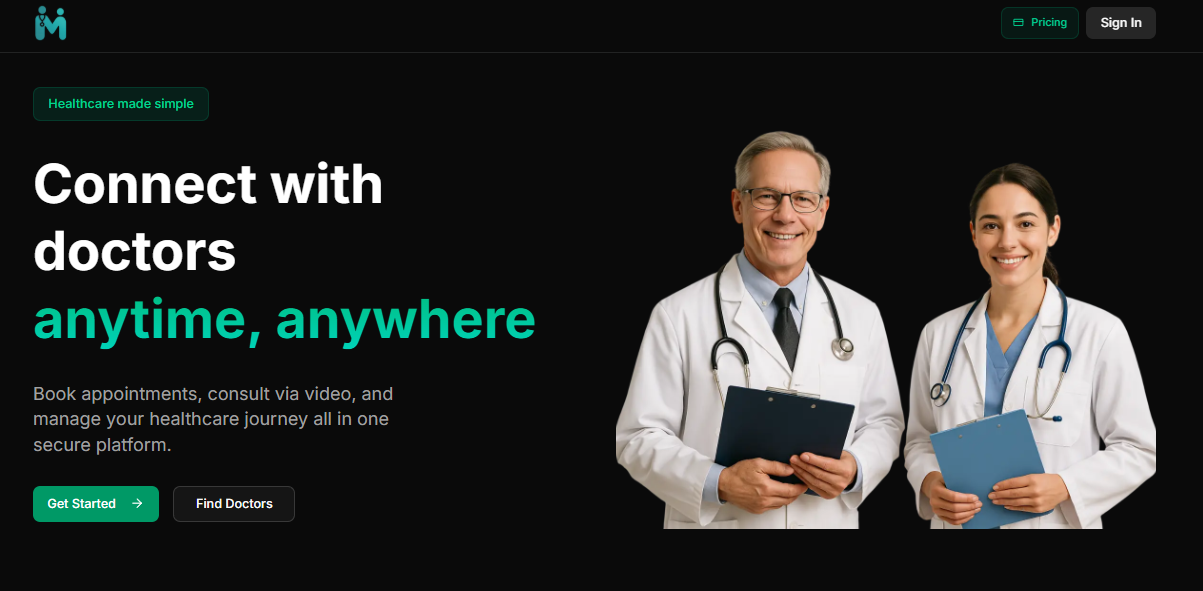 Pricing
Sign In
Healthcare made simple
Connect with
doctors
anytime, anywhere
Book appointments, consult via video, and
manage your healthcare journey all in one
secure platform.
Get Started
Find Doctors